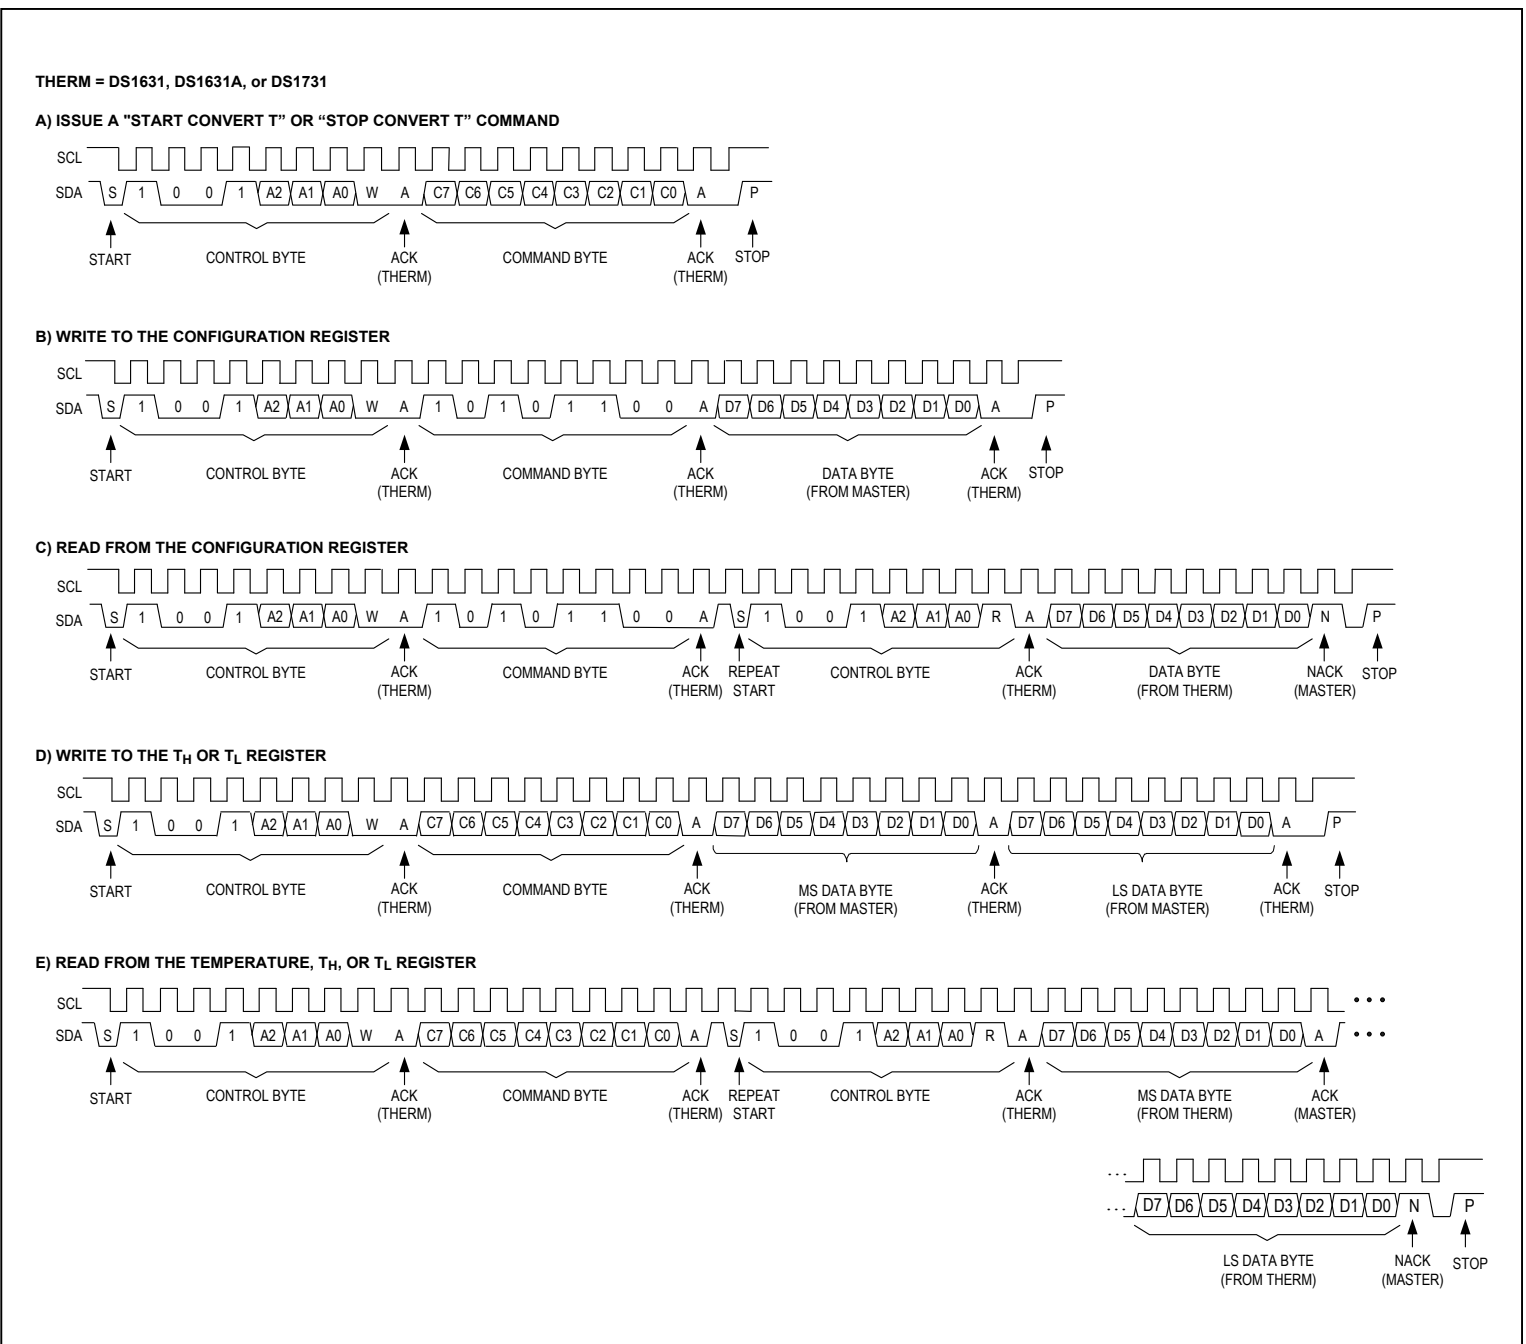 THERM = DS1631, DS1631A, or DS1731
A) ISSUE A "START CONVERT T” OR “STOP CONVERT T” COMMAND
SCL
SDA S 1 0 0 1 A2 A1 A0 W A C7 C6 C5 C4 C3 C2 C1 C0 A P
START CONTROL BYTE ACK COMMAND BYTE ACK STOP
(THERM) (THERM)
B) WRITE TO THE CONFIGURATION REGISTER
SCL
SDA S 1 0 0 1 A2 A1 A0 W A 1 0 1 0 1 1 0 0 A D7 D6 D5 D4 D3 D2 D1 D0 A P
START CONTROL BYTE ACK COMMAND BYTE ACK DATA BYTE ACK STOP
(THERM) (THERM) (FROM MASTER) (THERM)
C) READ FROM THE CONFIGURATION REGISTER
SCL
SDA S 1 0 0 1 A2 A1 A0 W A 1 0 1 0 1 1 0 0 A S 1 0 0 1 A2 A1 A0 R A D7 D6 D5 D4 D3 D2 D1 D0 N P
START CONTROL BYTE ACK COMMAND BYTE ACK REPEAT CONTROL BYTE ACK DATA BYTE NACK STOP
(THERM) (THERM) START (THERM) (FROM THERM) (MASTER)
D) WRITE TO THE TH OR TL REGISTER
SCL
SDA S 1 0 0 1 A2 A1 A0 W A C7 C6 C5 C4 C3 C2 C1 C0 A D7 D6 D5 D4 D3 D2 D1 D0 A D7 D6 D5 D4 D3 D2 D1 D0 A P
START CONTROL BYTE ACK COMMAND BYTE ACK MS DATA BYTE ACK LS DATA BYTE ACK STOP
(THERM) (THERM) (FROM MASTER) (THERM) (FROM MASTER) (THERM)
E) READ FROM THE TEMPERATURE, TH, OR TL REGISTER
SCL
SDA S 1 0 0 1 A2 A1 A0 W A C7 C6 C5 C4 C3 C2 C1 C0 A S 1 0 0 1 A2 A1 A0 R A D7 D6 D5 D4 D3 D2 D1 D0 A
START CONTROL BYTE ACK COMMAND BYTE ACK REPEAT CONTROL BYTE ACK MS DATA BYTE ACK
(THERM) (THERM) START (THERM) (FROM THERM) (MASTER)
D7 D6 D5 D4 D3 D2 D1 D0 N P
LS DATA BYTE NACK STOP
(FROM THERM) (MASTER)